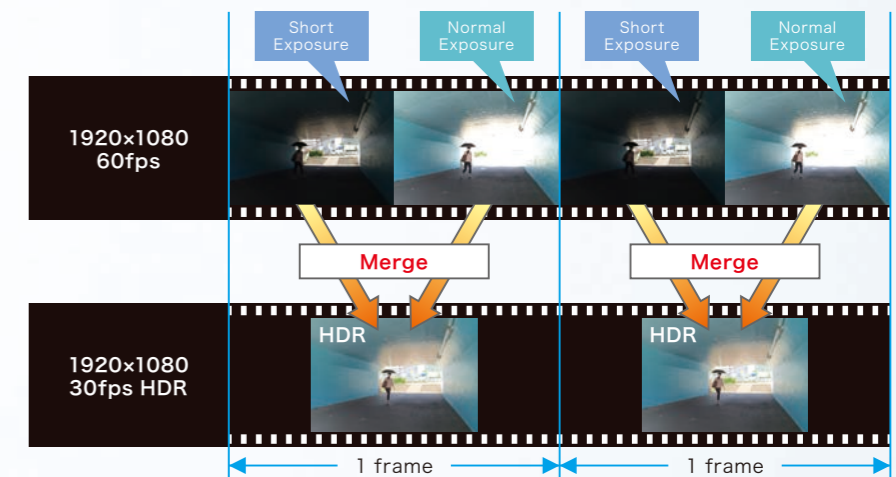 Short
Exposure
Normal
Exposure
Short
Exposure
Normal
Exposure
1920×1080
60fps
Merge
Merge
1920×1080
30fps HDR
HDR
HDR
1 frame
1 frame